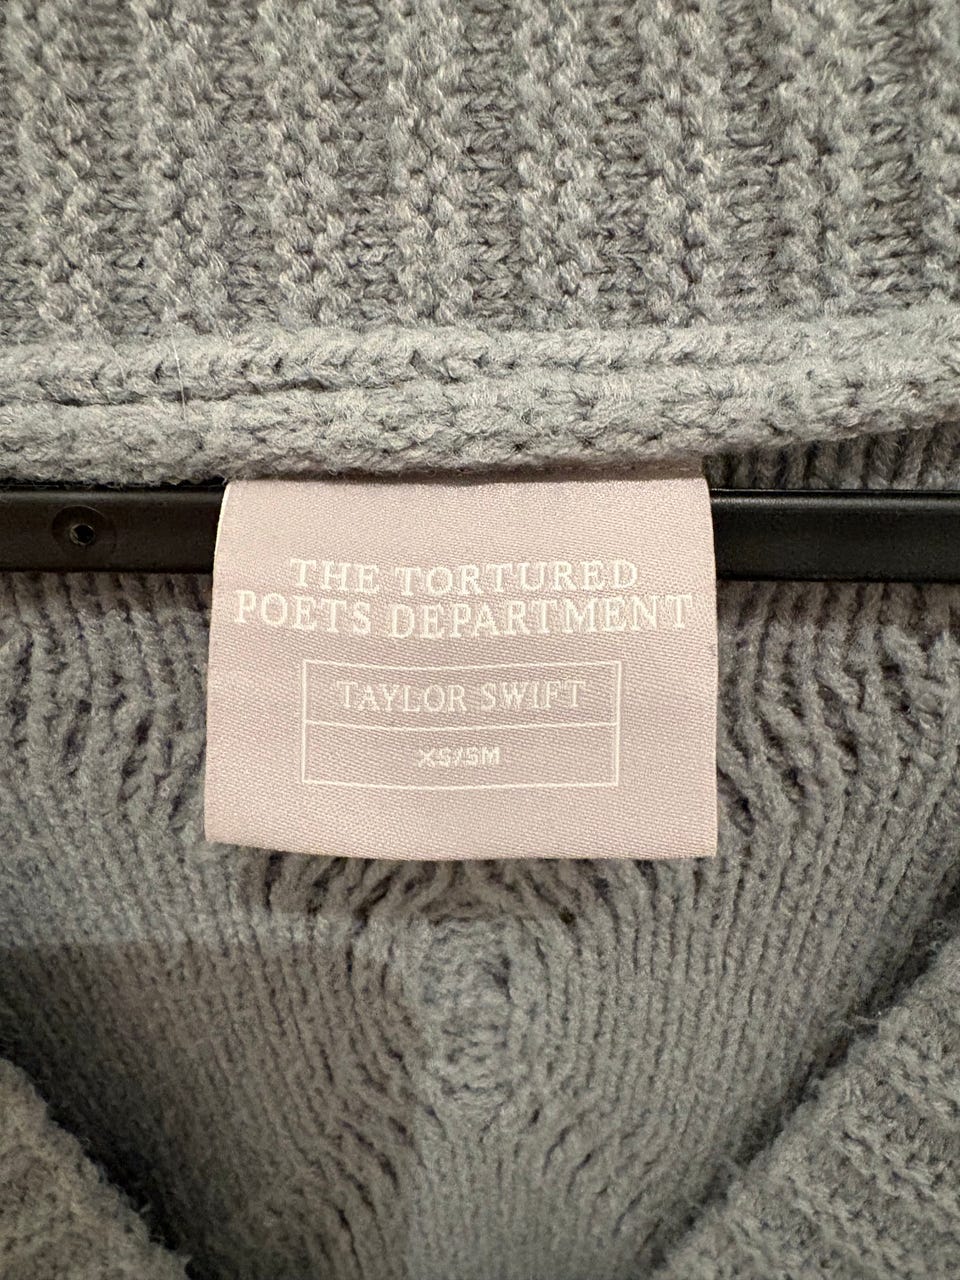 THE TORTURED
POETS DEPARTMENT
TAYLOR SWIFT
XS/SM